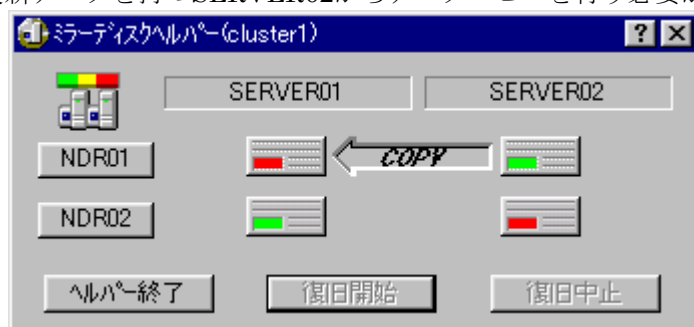 ミラーディスクヘルパー(cluster1)
SERVER01 SERVER02
NDR01 COPY
NDR02
ヘルパー終了 復旧開始 復旧中止